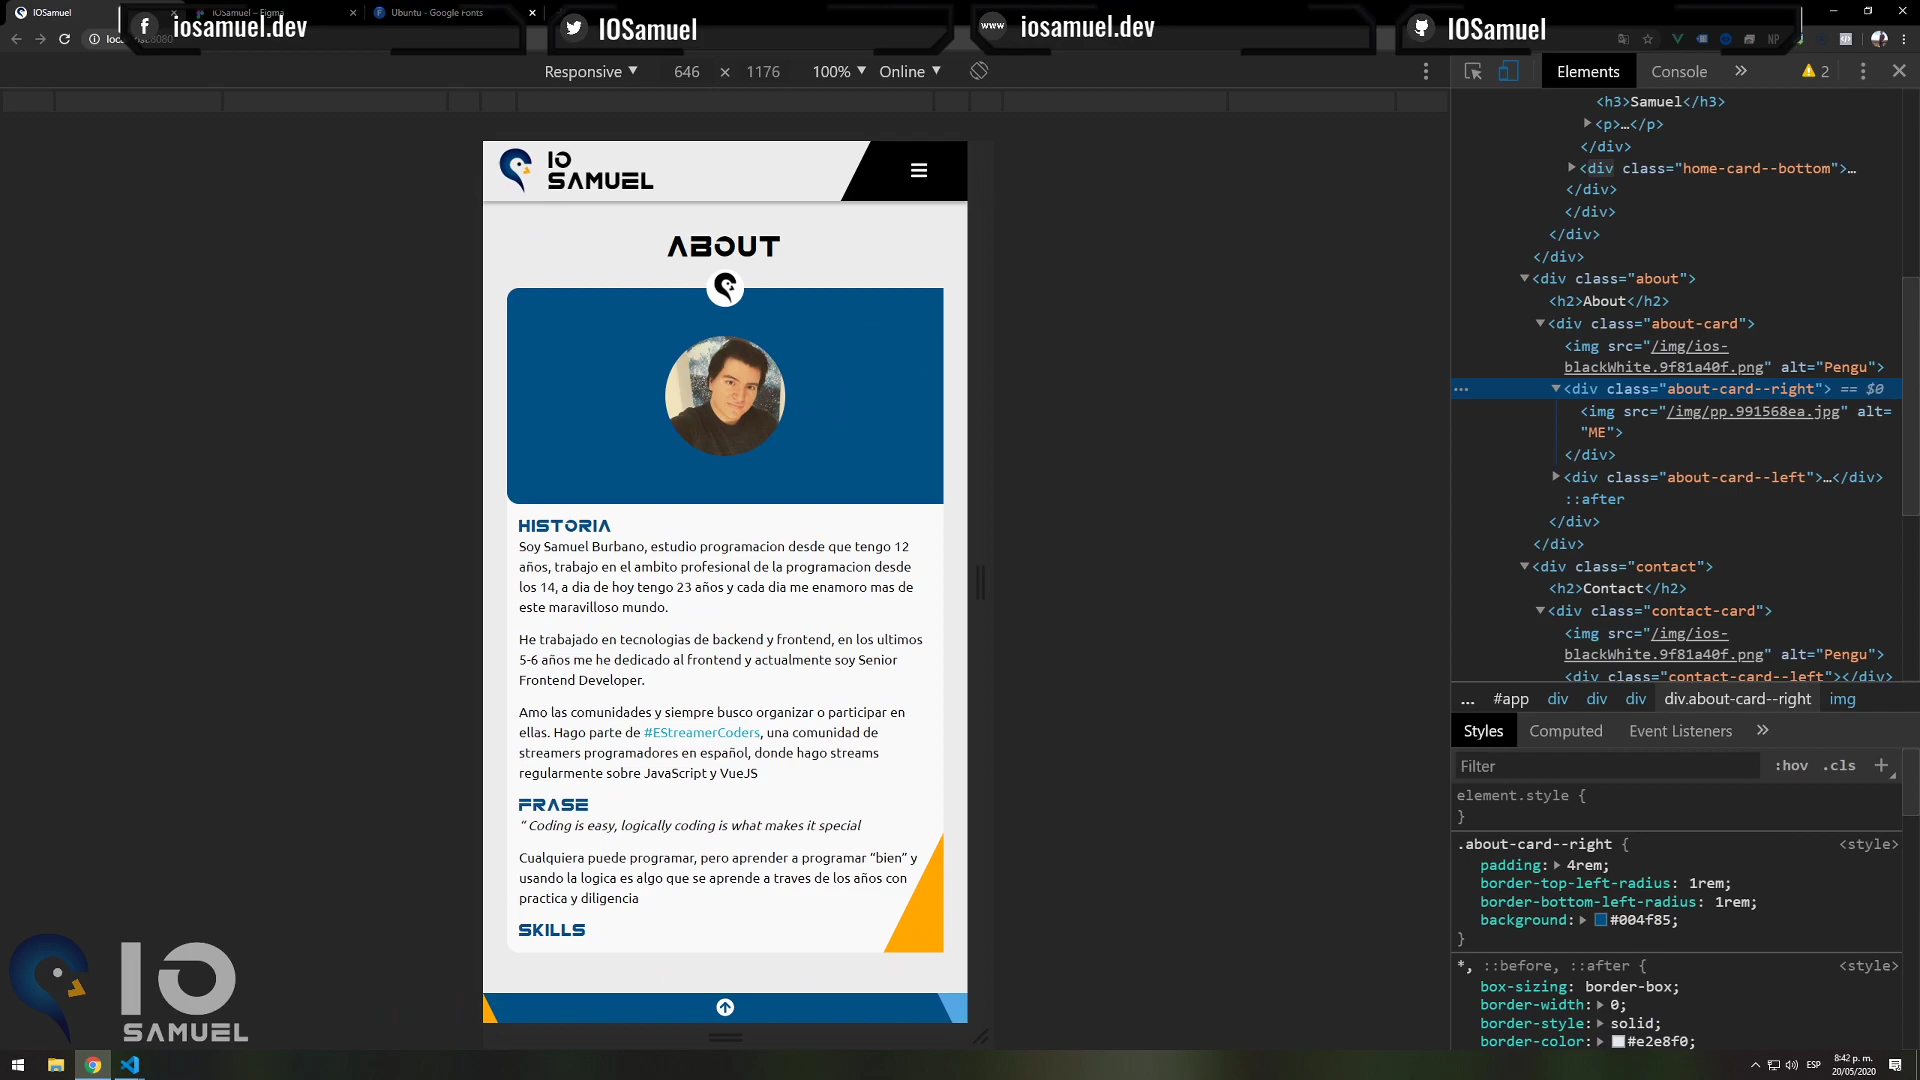 IOSamuel
IOSamuel – Figma
Ubuntu - Google Fonts
iosamuel.dev
IOSamuel
www
iosamuel.dev
IOSamuel
NP
Responsive
646
×
1176
100%
Online
Elements
Console
»
2
IO
SAMUEL
ABOUT
HISTORIA
Soy Samuel Burbano, estudio programacion desde que tengo 12
años, trabajo en el ambito profesional de la programacion desde
los 14, a dia de hoy tengo 23 años y cada dia me enamoro mas de
este maravilloso mundo.
He trabajado en tecnologias de backend y frontend, en los ultimos
5-6 años me he dedicado al frontend y actualmente soy Senior
Frontend Developer.
Amo las comunidades y siempre busco organizar o participar en
ellas. Hago parte de #EStreamerCoders, una comunidad de
streamers programadores en español, donde hago streams
regularmente sobre JavaScript y VueJS
FRASE
“ Coding is easy, logically coding is what makes it special
Cualquiera puede programar, pero aprender a programar “bien” y
usando la logica es algo que se aprende a traves de los años con
practica y diligencia
SKILLS
<h3>Samuel</h3>
<p>…</p>
</div>
<div class="home-card--bottom">…
</div>
</div>
</div>
</div>
<div class="about">
<h2>About</h2>
<div class="about-card">
<img src="/img/ios-
blackWhite.9f81a40f.png" alt="Pengu">
<div class="about-card--right"> == $0
<img src="/img/pp.991568ea.jpg" alt=
"ME">
</div>
<div class="about-card--left">…</div>
::after
</div>
</div>
<div class="contact">
<h2>Contact</h2>
<div class="contact-card">
<img src="/img/ios-
blackWhite.9f81a40f.png" alt="Pengu">
<div class="contact-card--left"></div>
... #app div div div div.about-card--right img
Styles Computed Event Listeners »
Filter :hov .cls +
element.style {
}
.about-card--right { <style>
padding: 4rem;
border-top-left-radius: 1rem;
border-bottom-left-radius: 1rem;
background: #004f85;
}
*, ::before, ::after { <style>
box-sizing: border-box;
border-width: 0;
border-style: solid;
border-color: #e2e8f0;
IO
SAMUEL
ESP
8:42 p. m.
20/05/2020